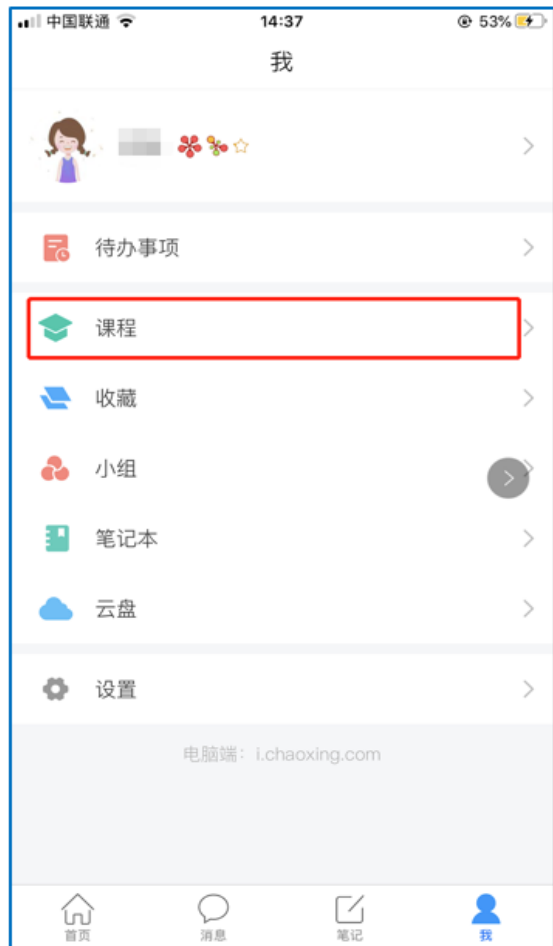 中国联通 14:37 53%
我
待办事项
课程
收藏
小组
笔记本
云盘
设置
电脑端：i.chaoxing.com
首页 消息 笔记 我